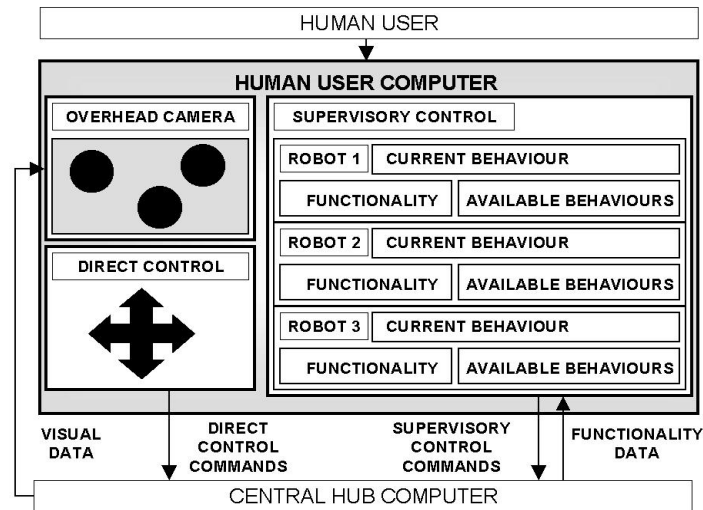 HUMAN USER
HUMAN USER COMPUTER
OVERHEAD CAMERA
DIRECT CONTROL
SUPERVISORY CONTROL
ROBOT 1
CURRENT BEHAVIOUR
FUNCTIONALITY
AVAILABLE BEHAVIOURS
ROBOT 2
CURRENT BEHAVIOUR
FUNCTIONALITY
AVAILABLE BEHAVIOURS
ROBOT 3
CURRENT BEHAVIOUR
FUNCTIONALITY
AVAILABLE BEHAVIOURS
VISUAL
DATA
DIRECT
CONTROL
COMMANDS
SUPERVISORY
CONTROL
COMMANDS
FUNCTIONALITY
DATA
CENTRAL HUB COMPUTER